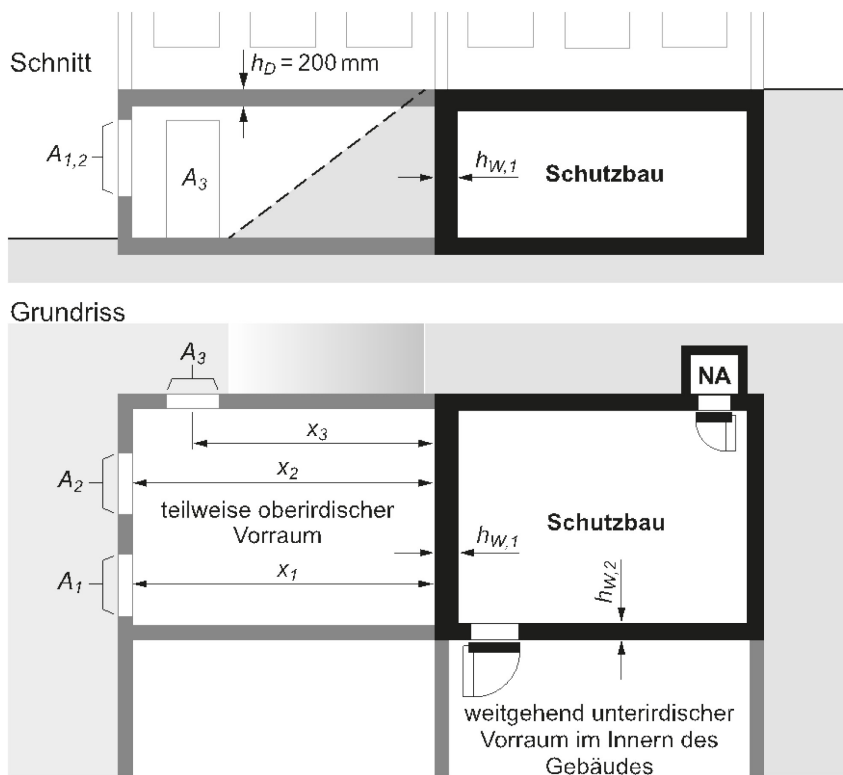 Schnitt
h_D = 200 mm
A_1,2
A_3
h_W,1
Schutzbau
Grundriss
A_3
NA
x_3
A_2
x_2
teilweise oberirdischer
Vorraum
Schutzbau
h_W,1
A_1
x_1
h_W,2
weitgehend unterirdischer
Vorraum im Innern des
Gebäudes